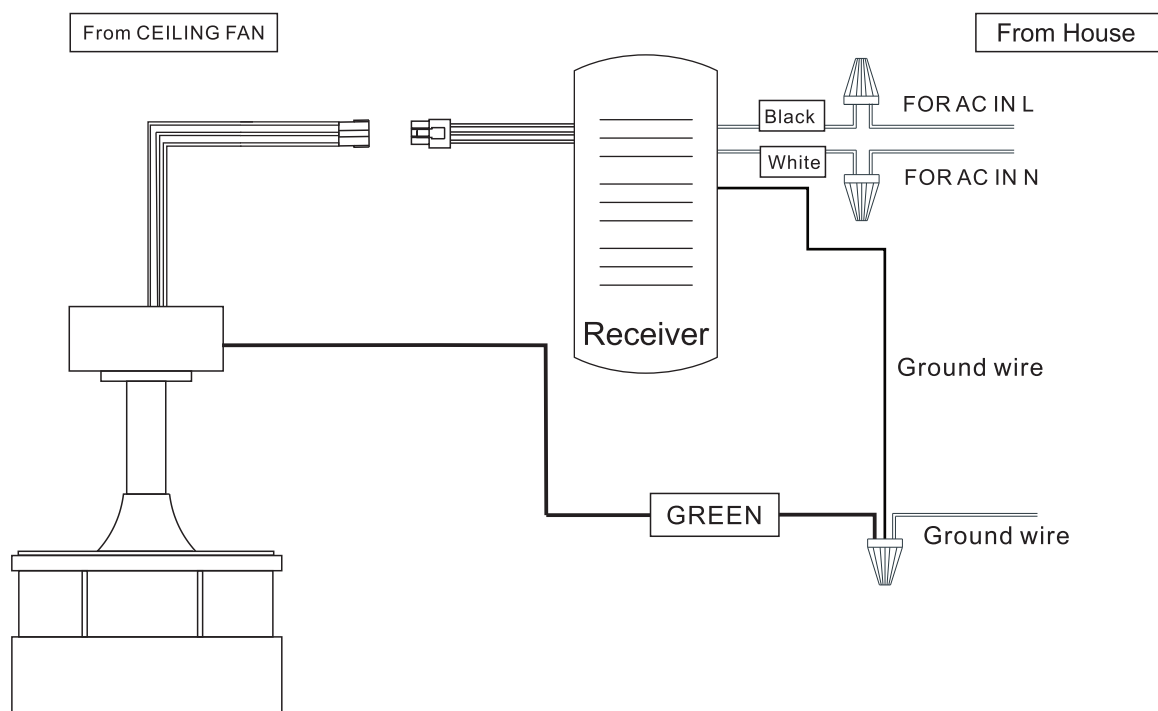 From CEILING FAN
From House
Black
FOR AC IN L
White
FOR AC IN N
Receiver
Ground wire
GREEN
Ground wire